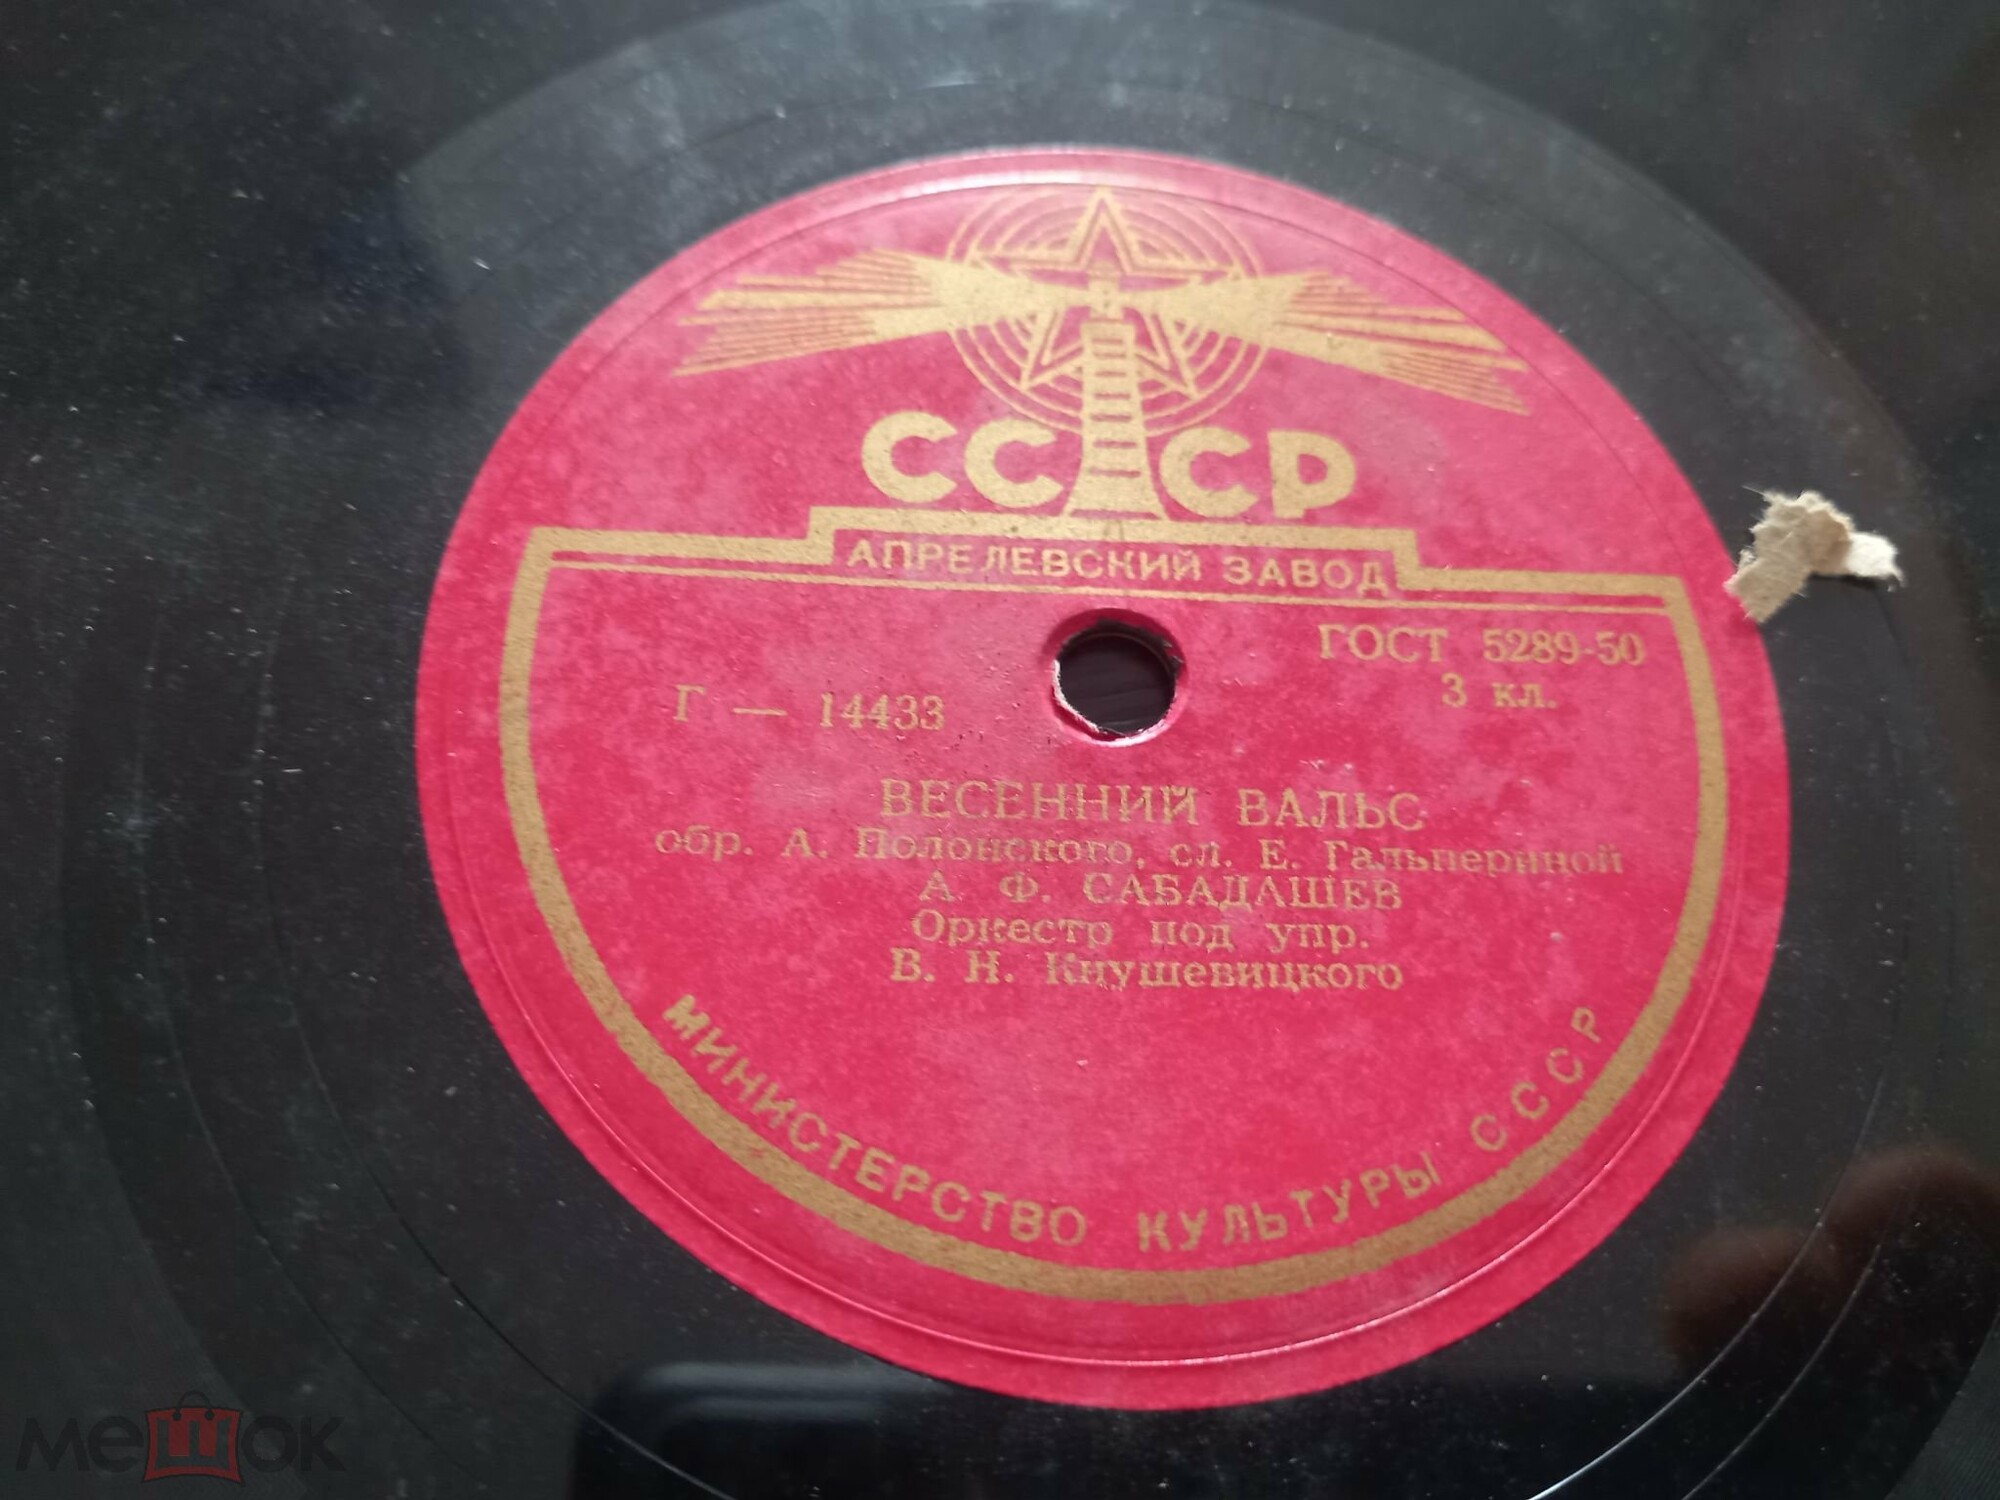 СССР
АПРЕЛЕВСКИЙ ЗАВОД
ГОСТ 5289-50
3 кл.
Г — 14433
ВЕСЕННИЙ ВАЛЬС
обр. А. Полонского, сл. Е. Гальпериной
А. Ф. САБАДАШЕВ
Оркестр под упр.
В. Н. Кнушевицкого
МИНИСТЕРСТВО КУЛЬТУРЫ СССР
мешок